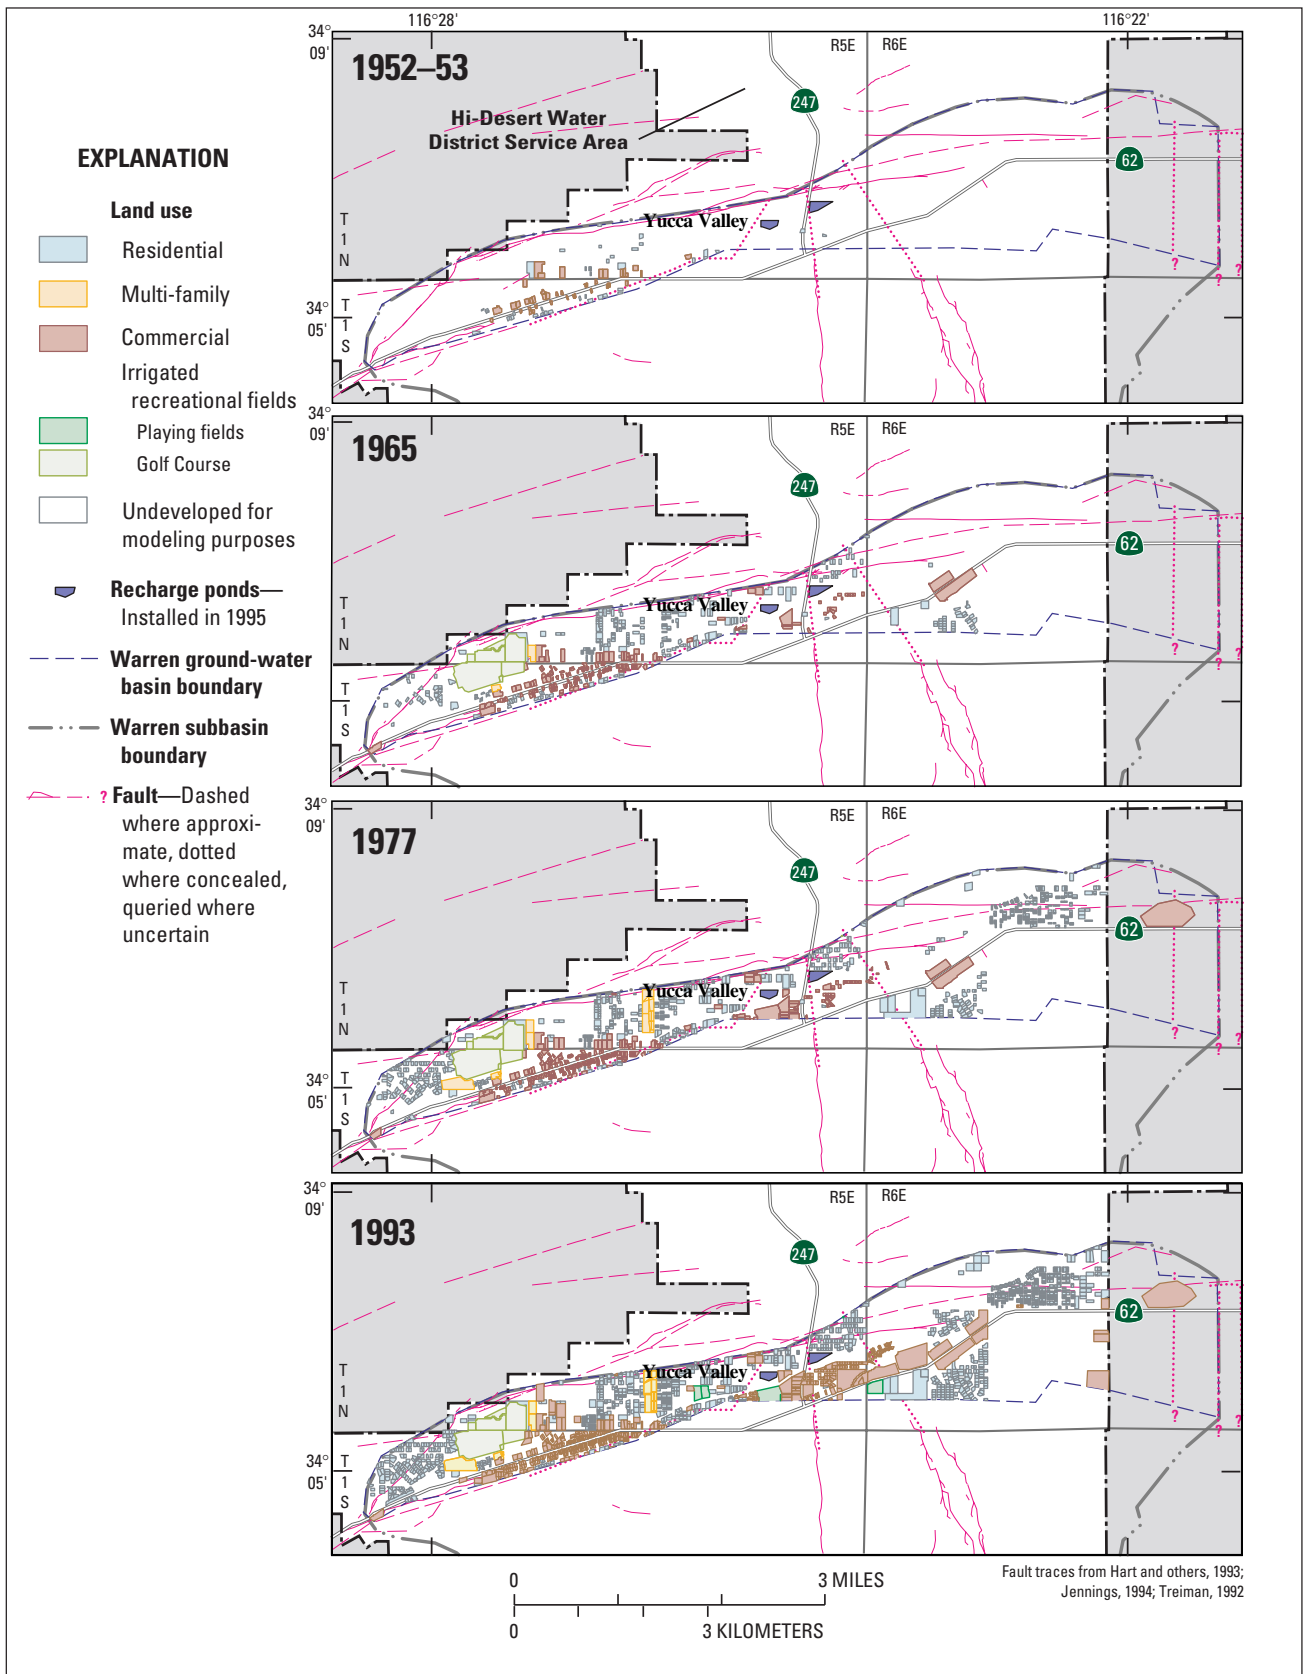 116°28'
116°22'
34°
09'
1952–53
R5E
R6E
247
Hi-Desert Water
District Service Area
62
Yucca Valley
T
1
N
34°
05'
T
1
S
?
?
?
EXPLANATION
Land use
Residential
Multi-family
Commercial
Irrigated
recreational fields
Playing fields
Golf Course
Undeveloped for
modeling purposes
Recharge ponds—
Installed in 1995
Warren ground-water
basin boundary
Warren subbasin
boundary
? Fault—Dashed
where approxi-
mate, dotted
where concealed,
queried where
uncertain
34°
09'
1965
R5E
R6E
247
62
Yucca Valley
T
1
N
34°
05'
T
1
S
?
?
?
34°
09'
1977
R5E
R6E
247
62
Yucca Valley
T
1
N
34°
05'
T
1
S
?
?
?
34°
09'
1993
R5E
R6E
247
62
Yucca Valley
T
1
N
34°
05'
T
1
S
?
?
?
0
3 MILES
0
3 KILOMETERS
Fault traces from Hart and others, 1993;
Jennings, 1994; Treiman, 1992